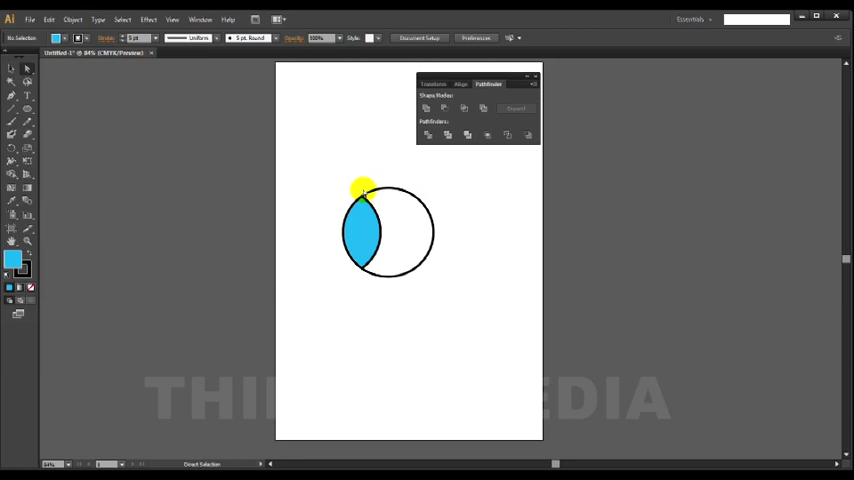 Ai File Edit Object Type Select Effect View Window Help Essentials
No Selection Stroke: 5 pt Uniform 5 pt. Round Opacity: 100% Style: Document Setup Preferences
Untitled-1* @ 84% (CMYK/Preview)
Transform Align Pathfinder
Shape Modes:
Expand
Pathfinders:
EDIA
84% 1 Direct Selection